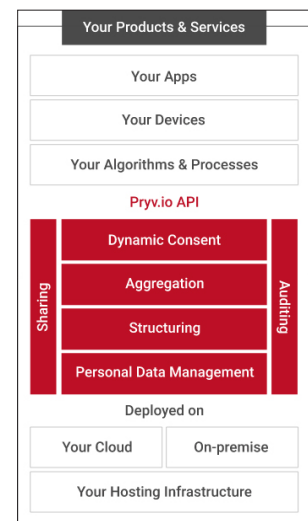 Your Products & Services
Your Apps
Your Devices
Your Algorithms & Processes
Pryv.io API
Sharing
Dynamic Consent
Aggregation
Structuring
Personal Data Management
Auditing
Deployed on
Your Cloud
On-premise
Your Hosting Infrastructure